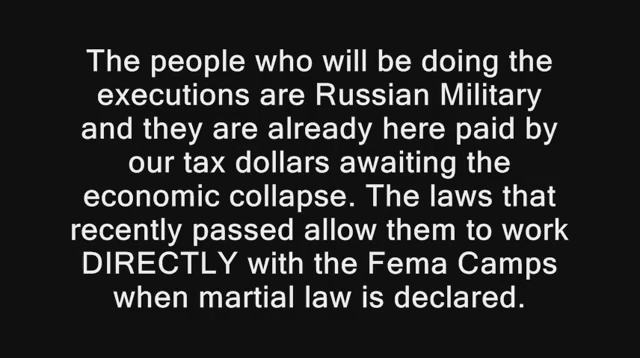 The people who will be doing the
executions are Russian Military
and they are already here paid by
our tax dollars awaiting the
economic collapse. The laws that
recently passed allow them to work
DIRECTLY with the Fema Camps
when martial law is declared.